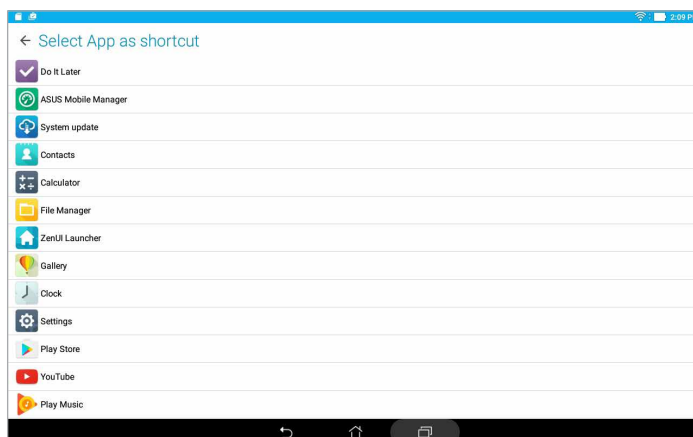 2:09 P
Select App as shortcut
Do It Later
ASUS Mobile Manager
System update
Contacts
Calculator
File Manager
ZenUI Launcher
Gallery
Clock
Settings
Play Store
YouTube
Play Music